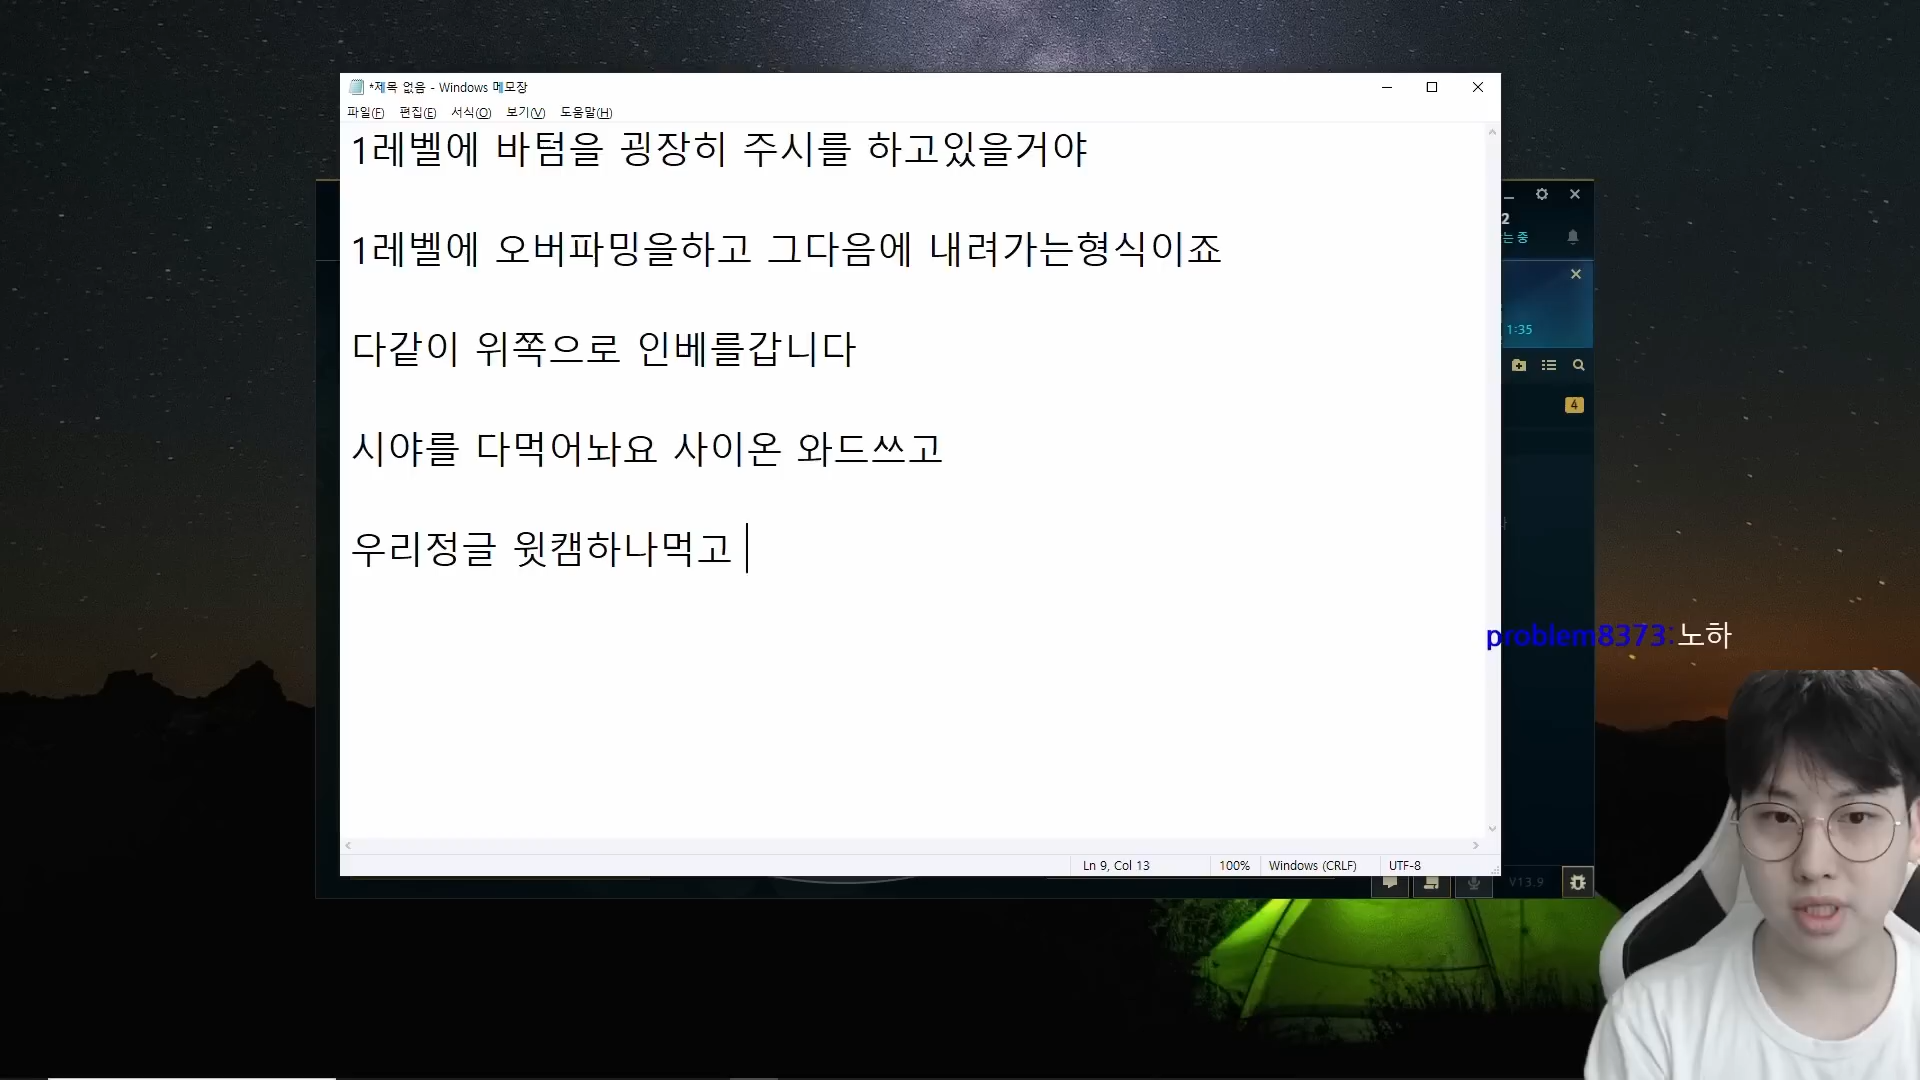 *제목 없음 - Windows 메모장
파일(F) 편집(E) 서식(O) 보기(V) 도움말(H)
1레벨에 바텀을 굉장히 주시를 하고있을거야
1레벨에 오버파밍을하고 그다음에 내려가는형식이죠
다같이 위쪽으로 인베를갑니다
시야를 다먹어놔요 사이온 와드쓰고
우리정글 윗캠하나먹고
2
는 중
1:35
4
problem8373: 노하
Ln 9, Col 13
100%
Windows (CRLF)
UTF-8
V13.9